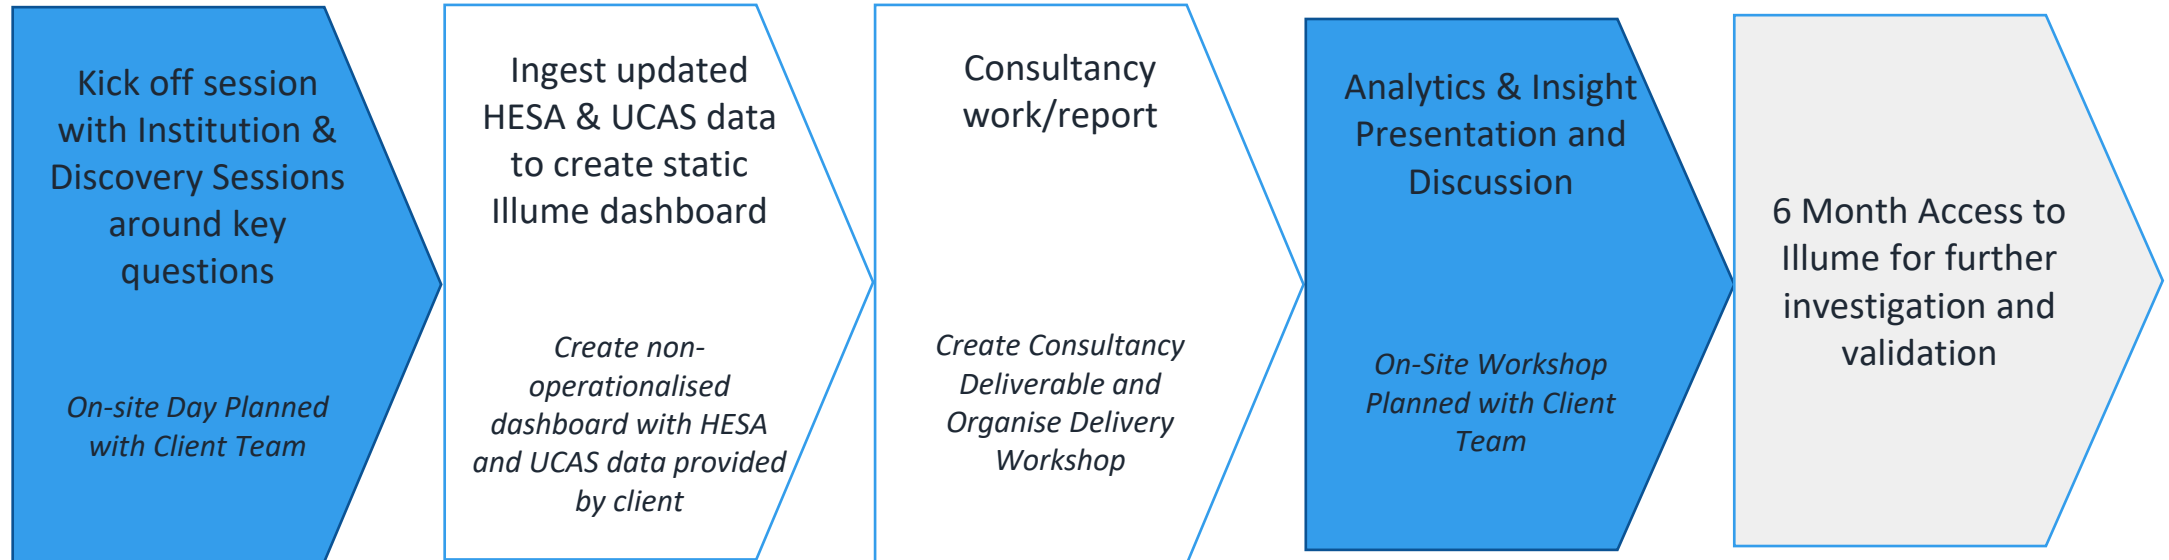 Kick off session
with Institution &
Discovery Sessions
around key
questions
On-site Day Planned
with Client Team
Ingest updated
HESA & UCAS data
to create static
Illume dashboard
Create non-
operationalised
dashboard with HESA
and UCAS data provided
by client
Consultancy
work/report
Create Consultancy
Deliverable and
Organise Delivery
Workshop
Analytics & Insight
Presentation and
Discussion
On-Site Workshop
Planned with Client
Team
6 Month Access to
Illume for further
investigation and
validation